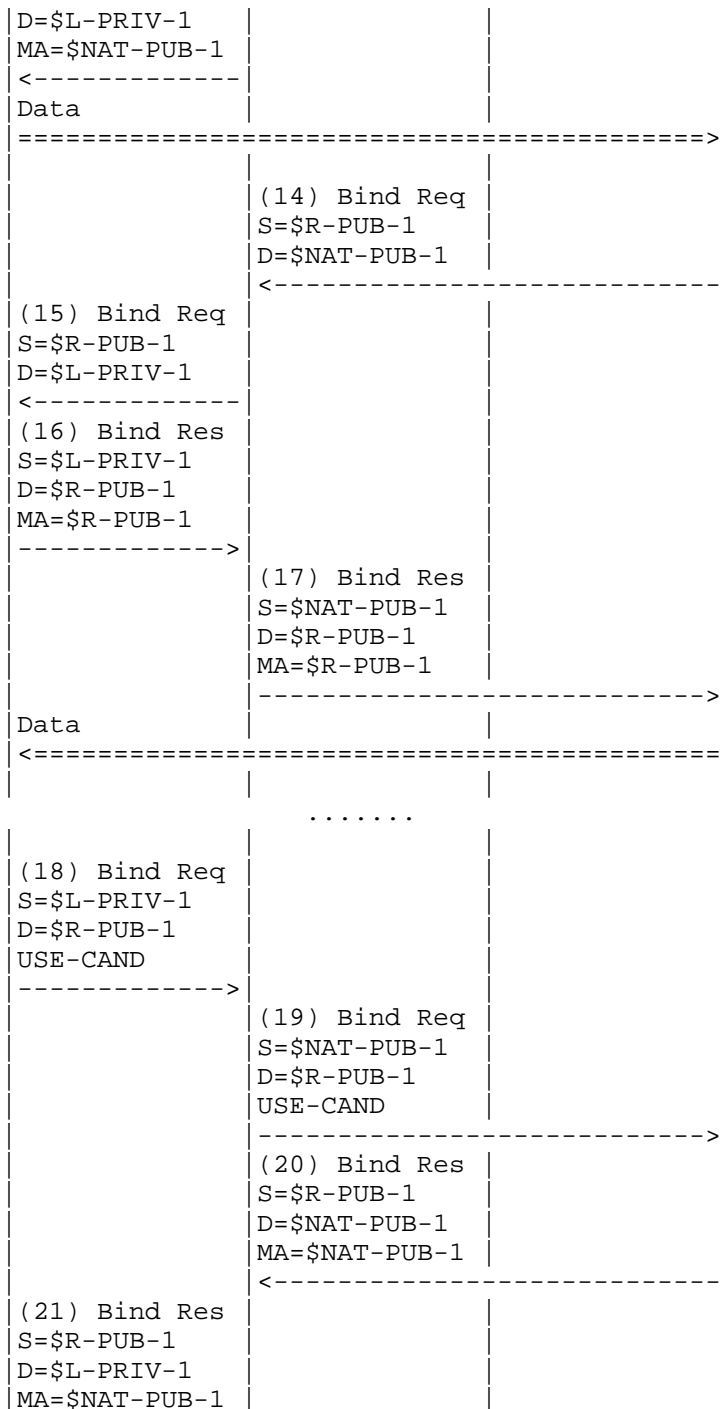 |D=$L-PRIV-1   |              |
|MA=$NAT-PUB-1 |              |
|<-------------|              |
|Data          |              |
|===========================================>
|              |              |
|              |(14) Bind Req |
|              |S=$R-PUB-1    |
|              |D=$NAT-PUB-1  |
|              |<----------------------------
|(15) Bind Req |              |
|S=$R-PUB-1    |              |
|D=$L-PRIV-1   |              |
|<-------------|              |
|(16) Bind Res |              |
|S=$L-PRIV-1   |              |
|D=$R-PUB-1    |              |
|MA=$R-PUB-1   |              |
|------------->|              |
|              |(17) Bind Res |
|              |S=$NAT-PUB-1  |
|              |D=$R-PUB-1    |
|              |MA=$R-PUB-1   |
|              |---------------------------->
|Data          |              |
|<===========================================
|              |              |
                   .......
|              |              |
|(18) Bind Req |              |
|S=$L-PRIV-1   |              |
|D=$R-PUB-1    |              |
|USE-CAND      |              |
|------------->|              |
|              |(19) Bind Req |
|              |S=$NAT-PUB-1  |
|              |D=$R-PUB-1    |
|              |USE-CAND      |
|              |---------------------------->
|              |(20) Bind Res |
|              |S=$R-PUB-1    |
|              |D=$NAT-PUB-1  |
|              |MA=$NAT-PUB-1 |
|              |<----------------------------
|(21) Bind Res |              |
|S=$R-PUB-1    |              |
|D=$L-PRIV-1   |              |
|MA=$NAT-PUB-1 |              |